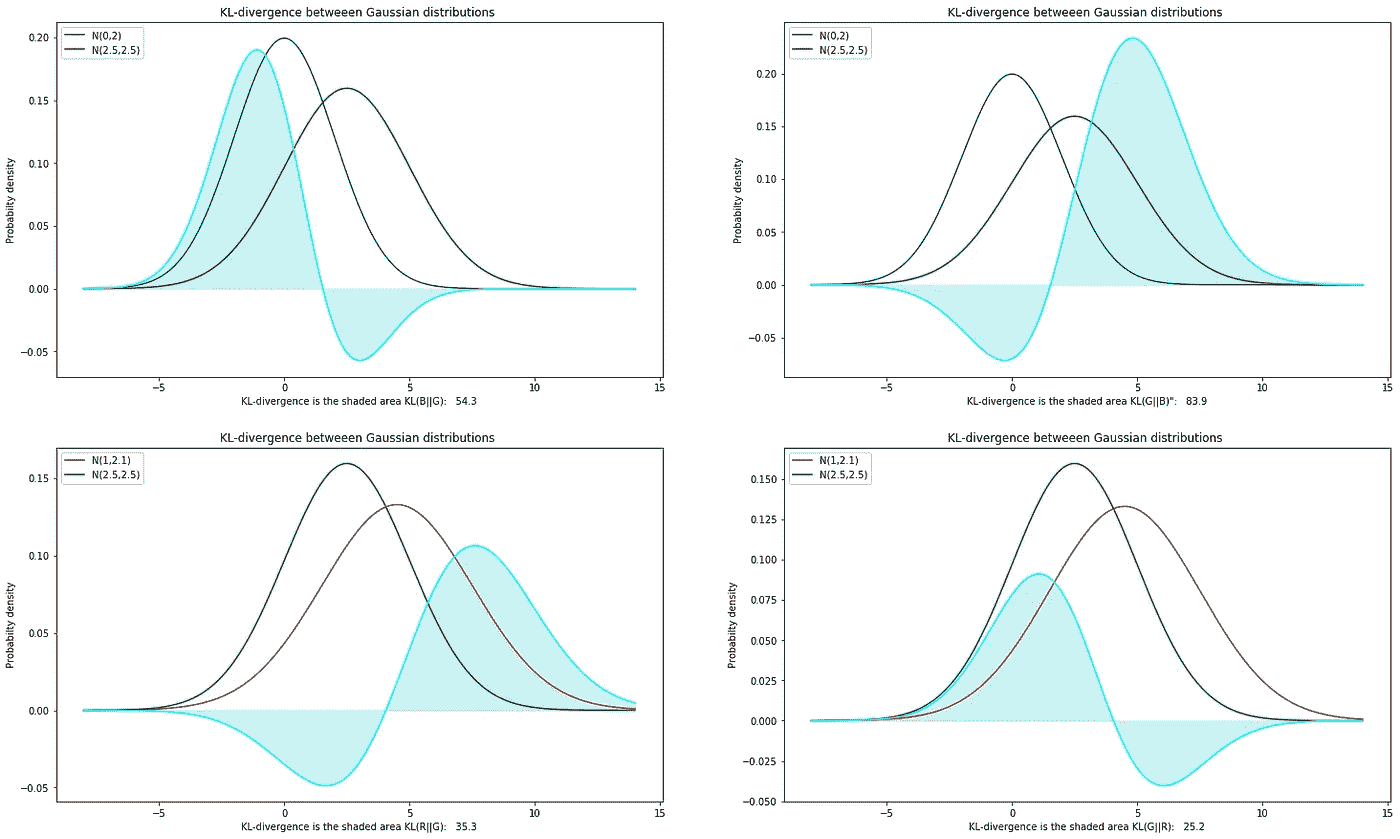 KL-divergence betweeen Gaussian distributions
N(0,2)
N(2.5,2.5)
Probabilty density
0.20
0.15
0.10
0.05
0.00
−0.05
−5 0 5 10 15
KL-divergence is the shaded area KL(B||G): 54.3
KL-divergence betweeen Gaussian distributions
N(0,2)
N(2.5,2.5)
Probabilty density
0.20
0.15
0.10
0.05
0.00
−0.05
−5 0 5 10 15
KL-divergence is the shaded area KL(G||B)": 83.9
KL-divergence betweeen Gaussian distributions
N(1,2.1)
N(2.5,2.5)
Probabilty density
0.15
0.10
0.05
0.00
−0.05
−5 0 5 10 15
KL-divergence is the shaded area KL(R||G): 35.3
KL-divergence betweeen Gaussian distributions
N(1,2.1)
N(2.5,2.5)
Probabilty density
0.150
0.125
0.100
0.075
0.050
0.025
0.000
−0.025
−0.050
−5 0 5 10 15
KL-divergence is the shaded area KL(G||R): 25.2